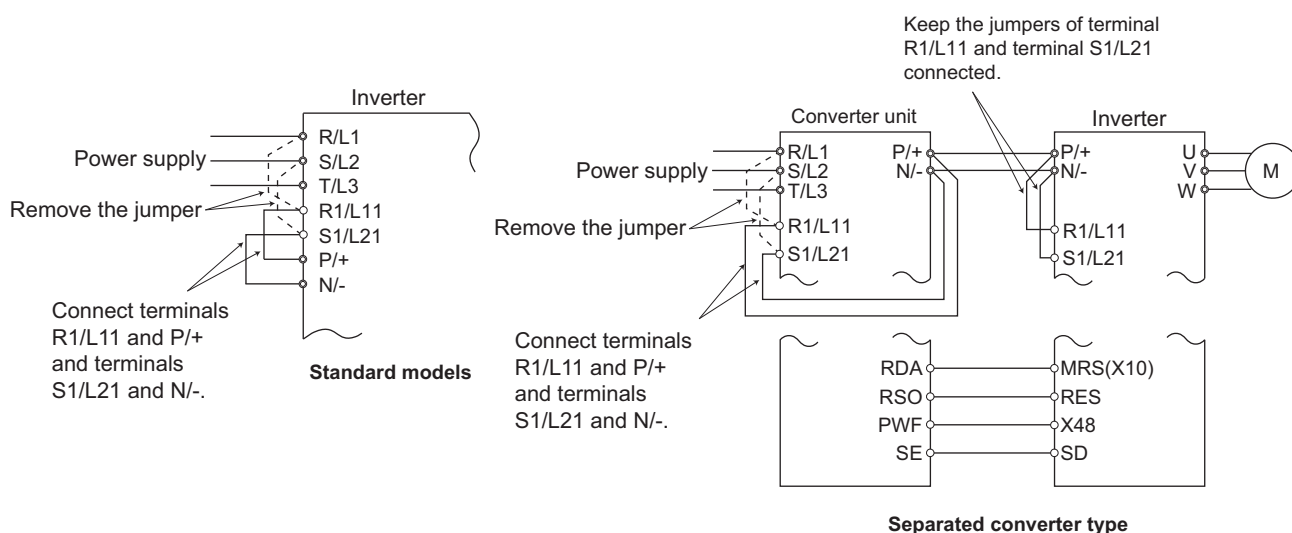 Inverter
R/L1
S/L2
T/L3
R1/L11
S1/L21
P/+
N/-
Power supply
Remove the jumper
Connect terminals
R1/L11 and P/+
and terminals
S1/L21 and N/-.
Standard models
Keep the jumpers of terminal
R1/L11 and terminal S1/L21
connected.
Converter unit
R/L1
S/L2
T/L3
R1/L11
S1/L21
P/+
N/-
Power supply
Remove the jumper
Connect terminals
R1/L11 and P/+
and terminals
S1/L21 and N/-.
Inverter
P/+
N/-
R1/L11
S1/L21
U
V
W
M
RDA
RSO
PWF
SE
MRS(X10)
RES
X48
SD
Separated converter type